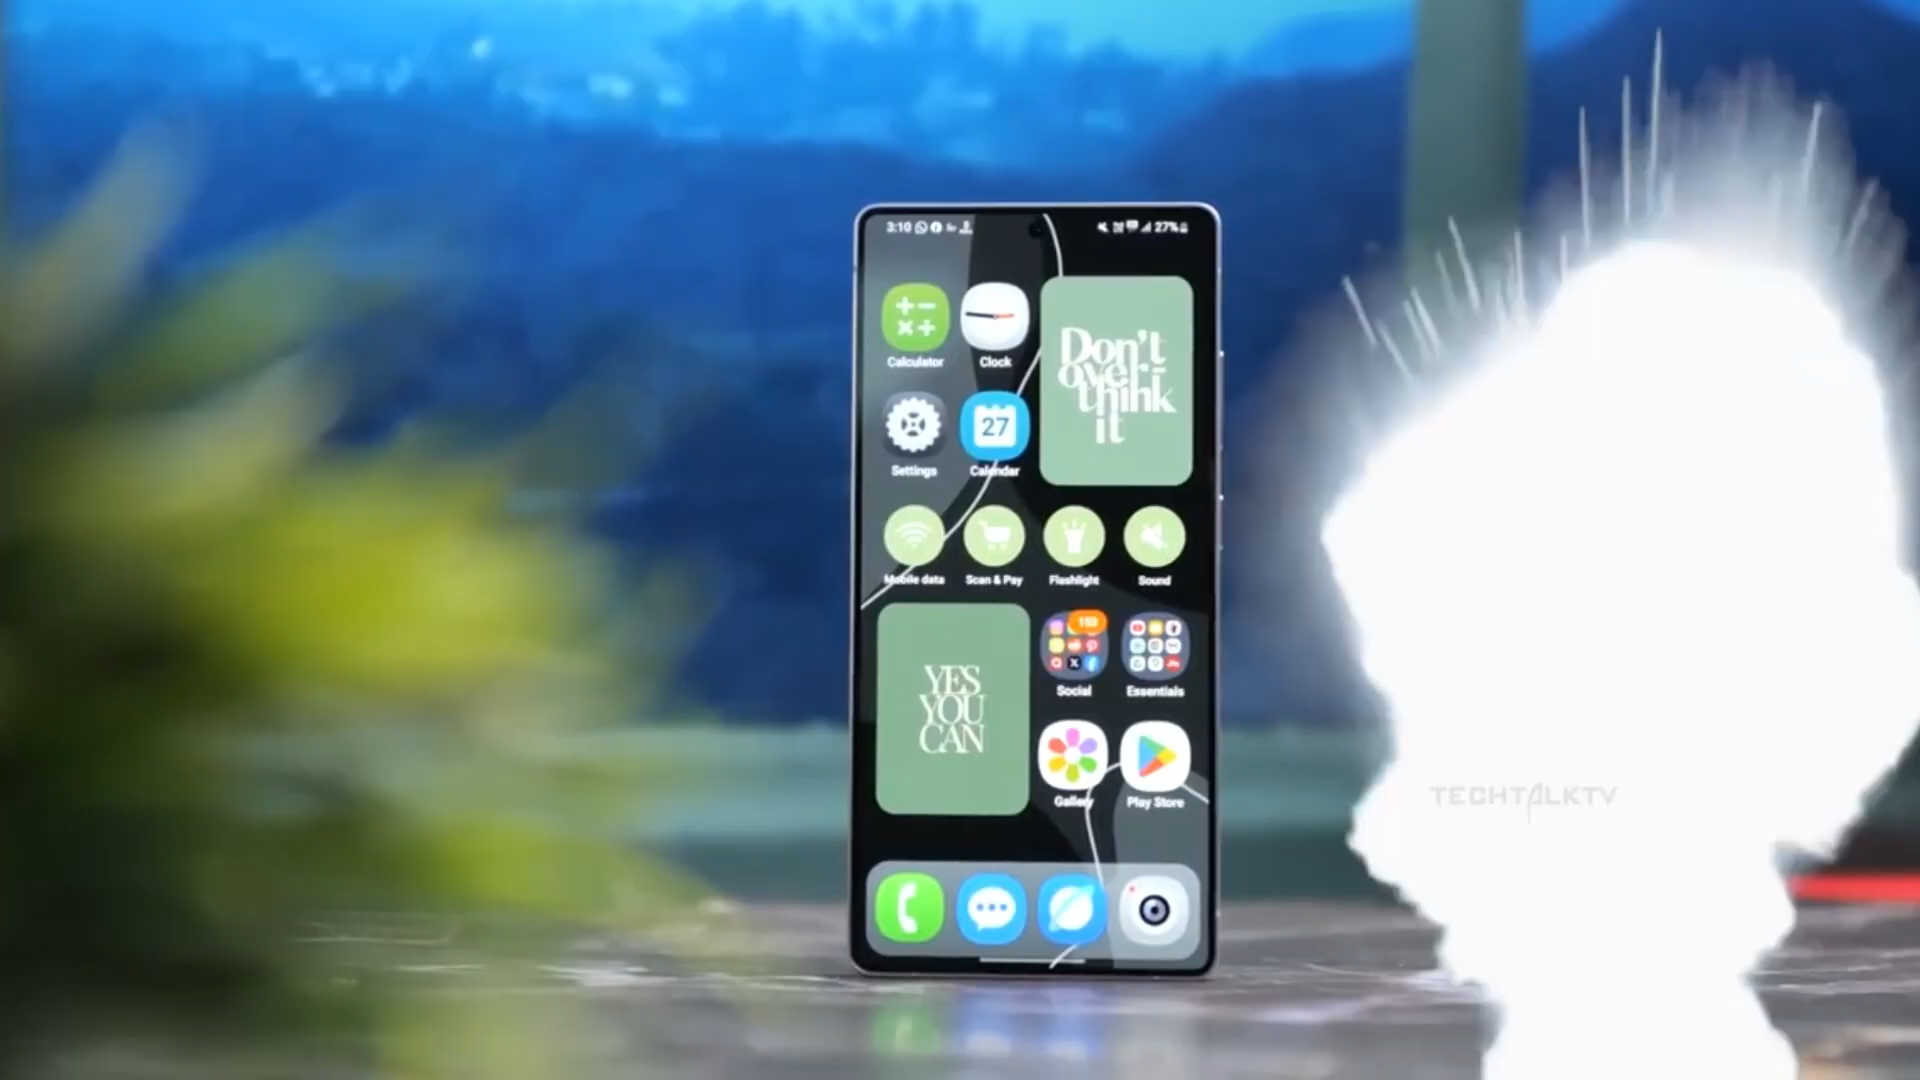 3:10
27%
Calculator
Clock
Don't
over-
think
it
Settings
27
Calendar
Mobile data
Scan & Pay
Flashlight
Sound
YES
YOU
CAN
193
Social
Essentials
Gallery
Play Store
TECHTALKTV